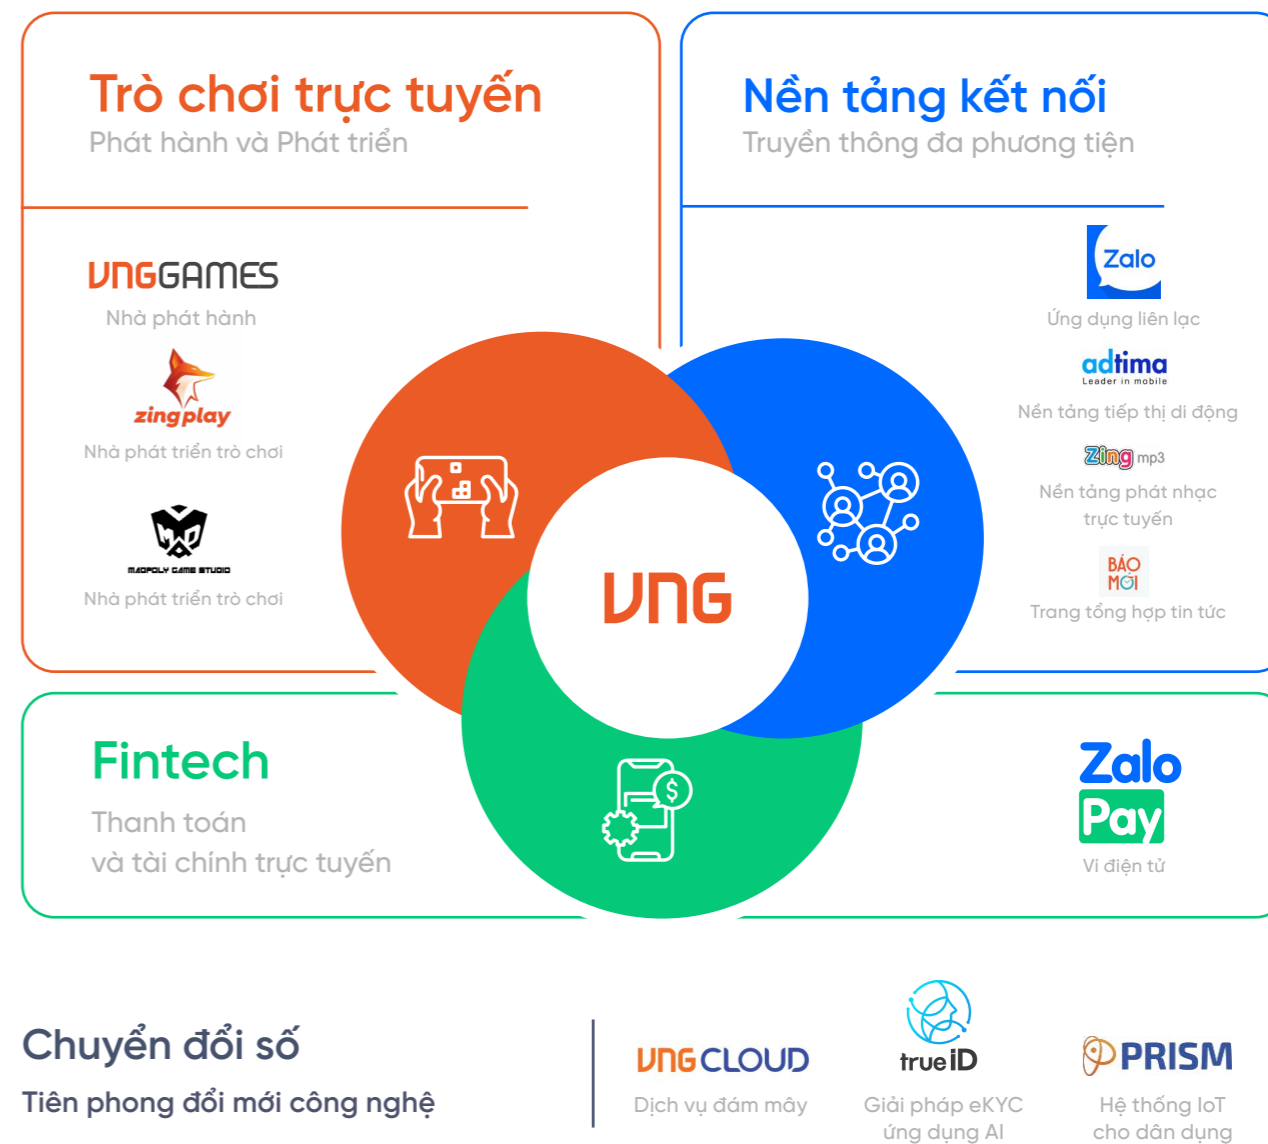 Trò chơi trực tuyến
Phát hành và Phát triển
VNGGAMES
Nhà phát hành
zingplay
Nhà phát triển trò chơi
MAD
MADPOLY GAME STUDIO
Nhà phát triển trò chơi
Nền tảng kết nối
Truyền thông đa phương tiện
Zalo
Ứng dụng liên lạc
adtima
Leader in mobile
Nền tảng tiếp thị di động
Zing mp3
Nền tảng phát nhạc
trực tuyến
BÁO
MỚI
Trang tổng hợp tin tức
VNG
$
Fintech
Thanh toán
và tài chính trực tuyến
Zalo
Pay
Ví điện tử
Chuyển đổi số
Tiên phong đổi mới công nghệ
VNG CLOUD
Dịch vụ đám mây
true iD
Giải pháp eKYC
ứng dụng AI
PRISM
Hệ thống IoT
cho dân dụng